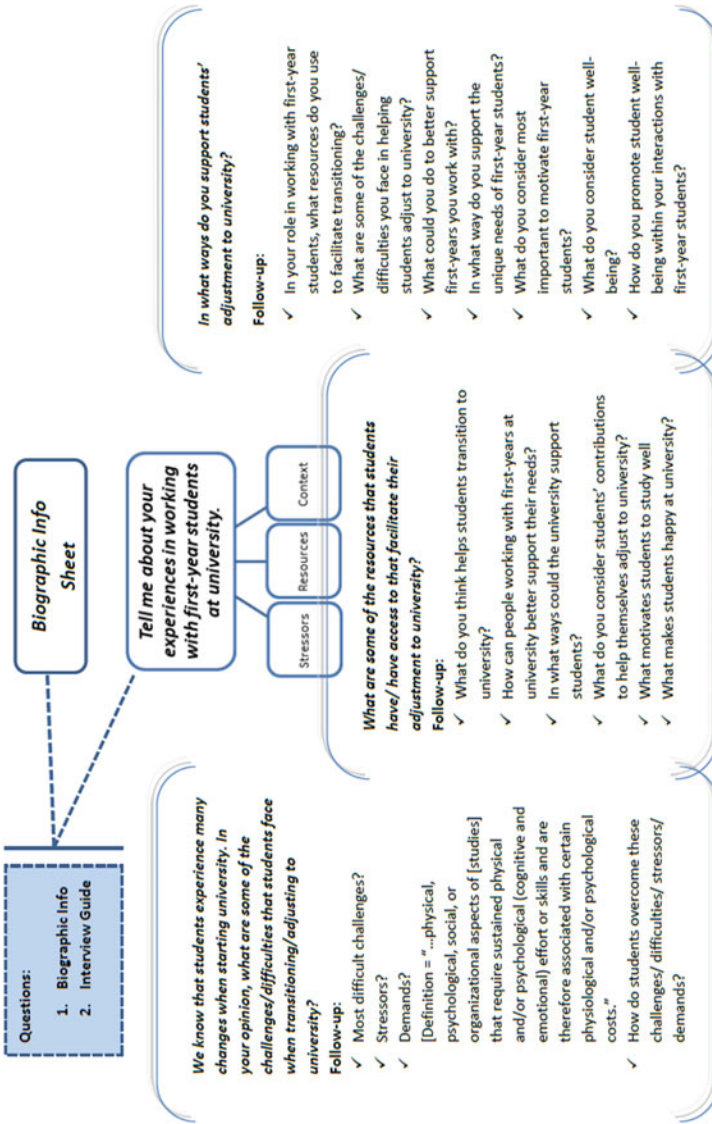 Questions:
1. Biographic Info
2. Interview Guide
Biographic Info
Sheet
Tell me about your
experiences in working
with first-year students
at university.
Stressors
Resources
Context
We know that students experience many
changes when starting university. In
your opinion, what are some of the
challenges/difficulties that students face
when transitioning/adjusting to
university?
Follow-up:
✓ Most difficult challenges?
✓ Stressors?
✓ Demands?
[Definition = "...physical,
psychological, social, or
organizational aspects of [studies]
that require sustained physical
and/or psychological (cognitive and
emotional) effort or skills and are
therefore associated with certain
physiological and/or psychological
costs."
✓ How do students overcome these
challenges/ difficulties/ stressors/
demands?
What are some of the resources that students
have/ have access to that facilitate their
adjustment to university?
Follow-up:
✓ What do you think helps students transition to
university?
✓ How can people working with first-years at
university better support their needs?
✓ In what ways could the university support
students?
✓ What do you consider students' contributions
to help themselves adjust to university?
✓ What motivates students to study well
✓ What makes students happy at university?
In what ways do you support students'
adjustment to university?
Follow-up:
✓ In your role in working with first-year
students, what resources do you use
to facilitate transitioning?
✓ What are some of the challenges/
difficulties you face in helping
students adjust to university?
✓ What could you do to better support
first-years you work with?
✓ In what way do you support the
unique needs of first-year students?
✓ What do you consider most
important to motivate first-year
students?
✓ What do you consider student well-
being?
✓ How do you promote student well-
being within your interactions with
first-year students?